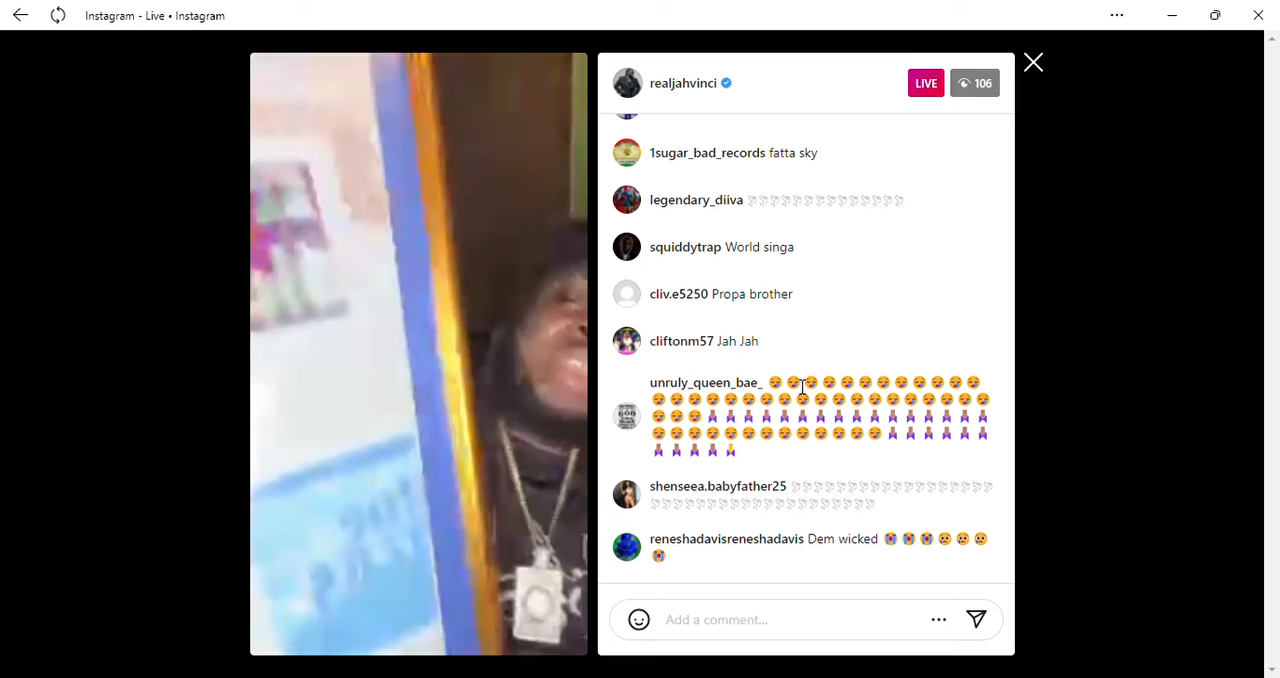 Instagram - Live • Instagram
realjahvinci
LIVE 106
1sugar_bad_records fatta sky
legendary_diiva 🕊🕊🕊🕊🕊🕊🕊🕊🕊🕊🕊🕊🕊🕊
squiddytrap World singa
cliv.e5250 Propa brother
cliftonm57 Jah Jah
unruly_queen_bae_
shenseea.babyfather25
reneshadavisreneshadavis Dem wicked 😭😭😭😢😢😢
😭
Add a comment...